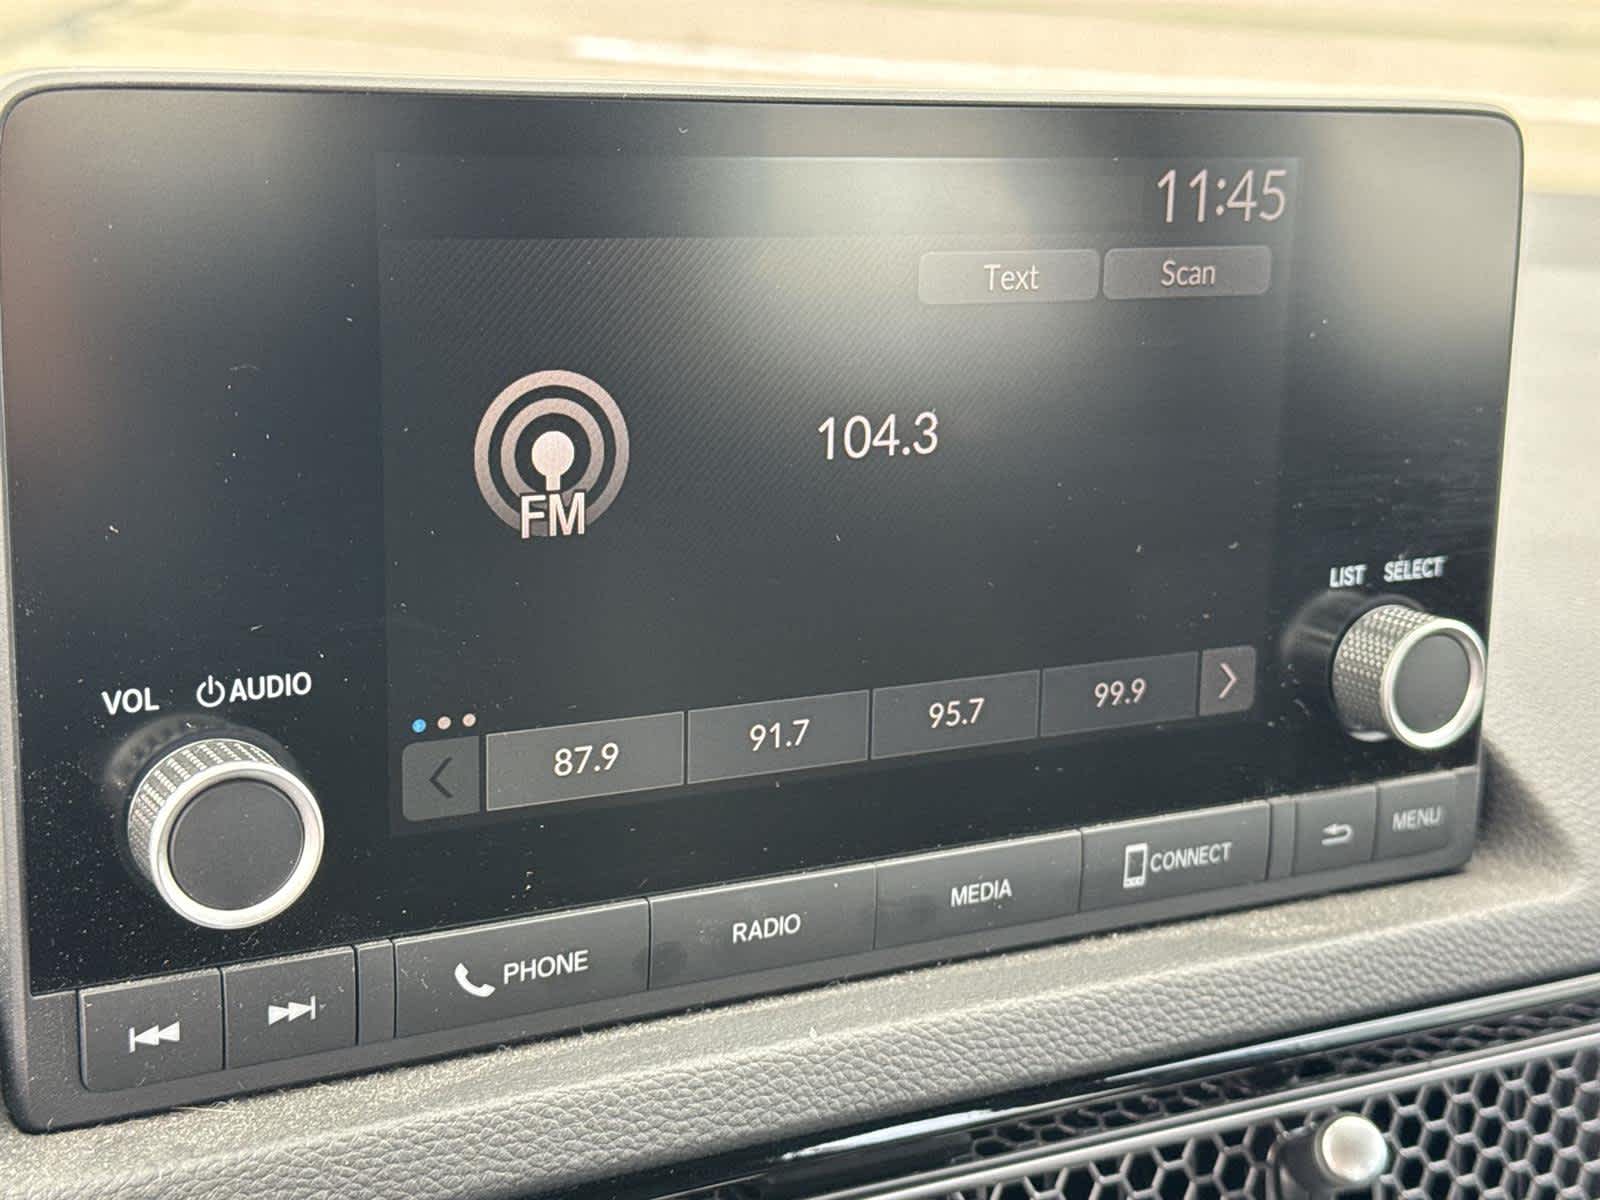 11:45
Text Scan
104.3
FM
LIST SELECT
VOL AUDIO
87.9 91.7 95.7 99.9
PHONE RADIO MEDIA CONNECT MENU